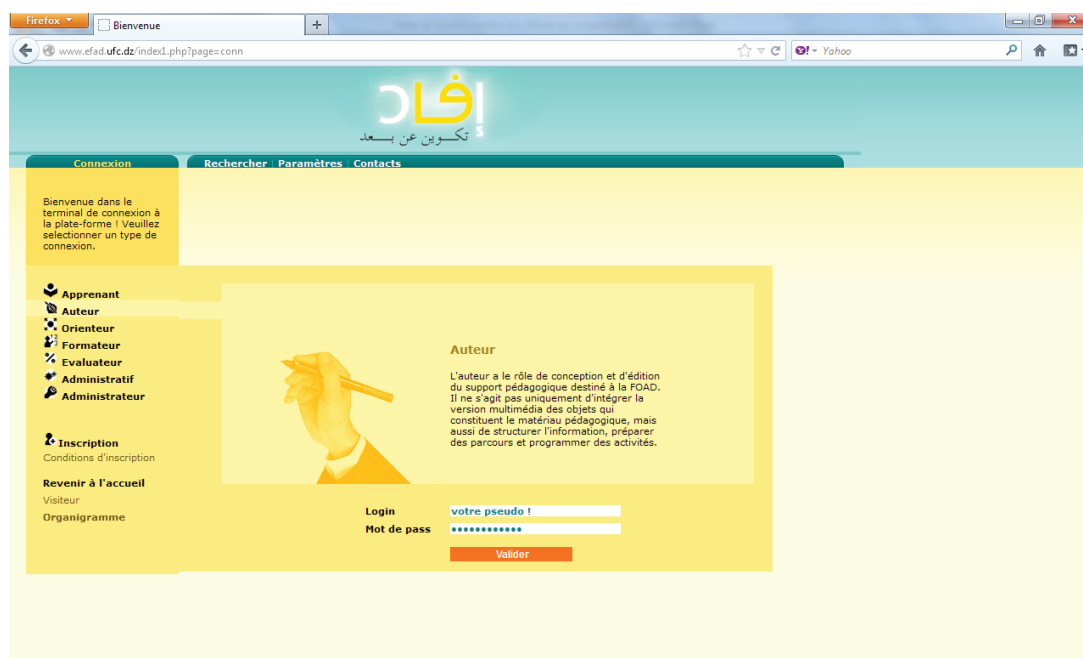 Firefox
Bienvenue
www.efad.ufc.dz/index1.php?page=conn
Yahoo
إفاد
تكـــوين عن بـــعد
Connexion
Rechercher | Paramètres | Contacts
Bienvenue dans le
terminal de connexion à
la plate-forme ! Veuillez
selectionner un type de
connexion.
Apprenant
Auteur
Orienteur
Formateur
Evaluateur
Administratif
Administrateur
Inscription
Conditions d'inscription
Revenir à l'accueil
Visiteur
Organigramme
Auteur
L'auteur a le rôle de conception et d'édition
du support pédagogique destiné à la FOAD.
Il ne s'agit pas uniquement d'intégrer la
version multimédia des objets qui
constituent le matériau pédagogique, mais
aussi de structurer l'information, préparer
des parcours et programmer des activités.
Login votre pseudo !
Mot de pass ••••••••••••
Valider